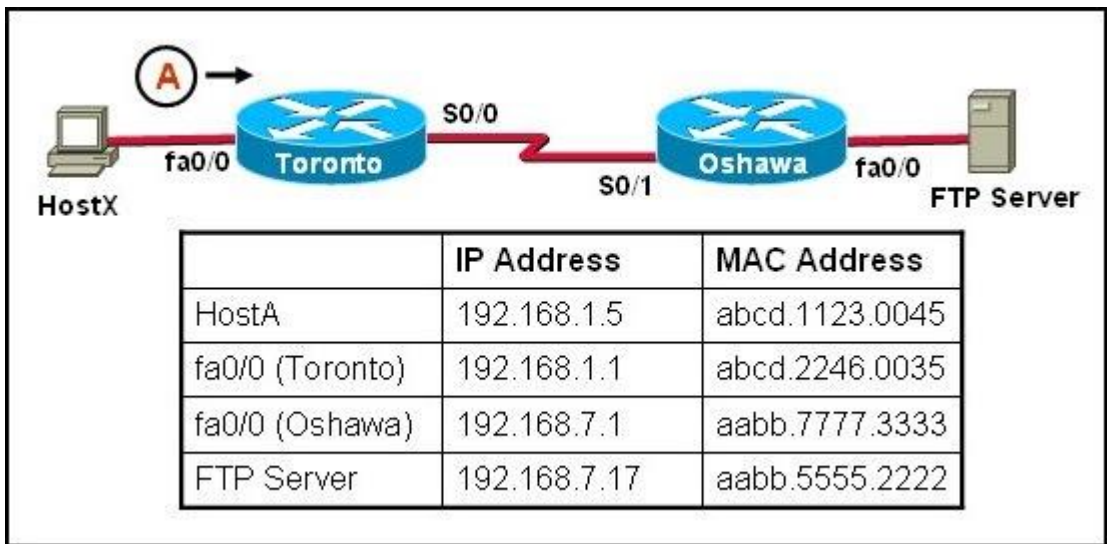 A
S0/0
fa0/0
Toronto
Oshawa
fa0/0
S0/1
HostX
FTP Server
IP Address MAC Address
HostA 192.168.1.5 abcd.1123.0045
fa0/0 (Toronto) 192.168.1.1 abcd.2246.0035
fa0/0 (Oshawa) 192.168.7.1 aabb.7777.3333
FTP Server 192.168.7.17 aabb.5555.2222